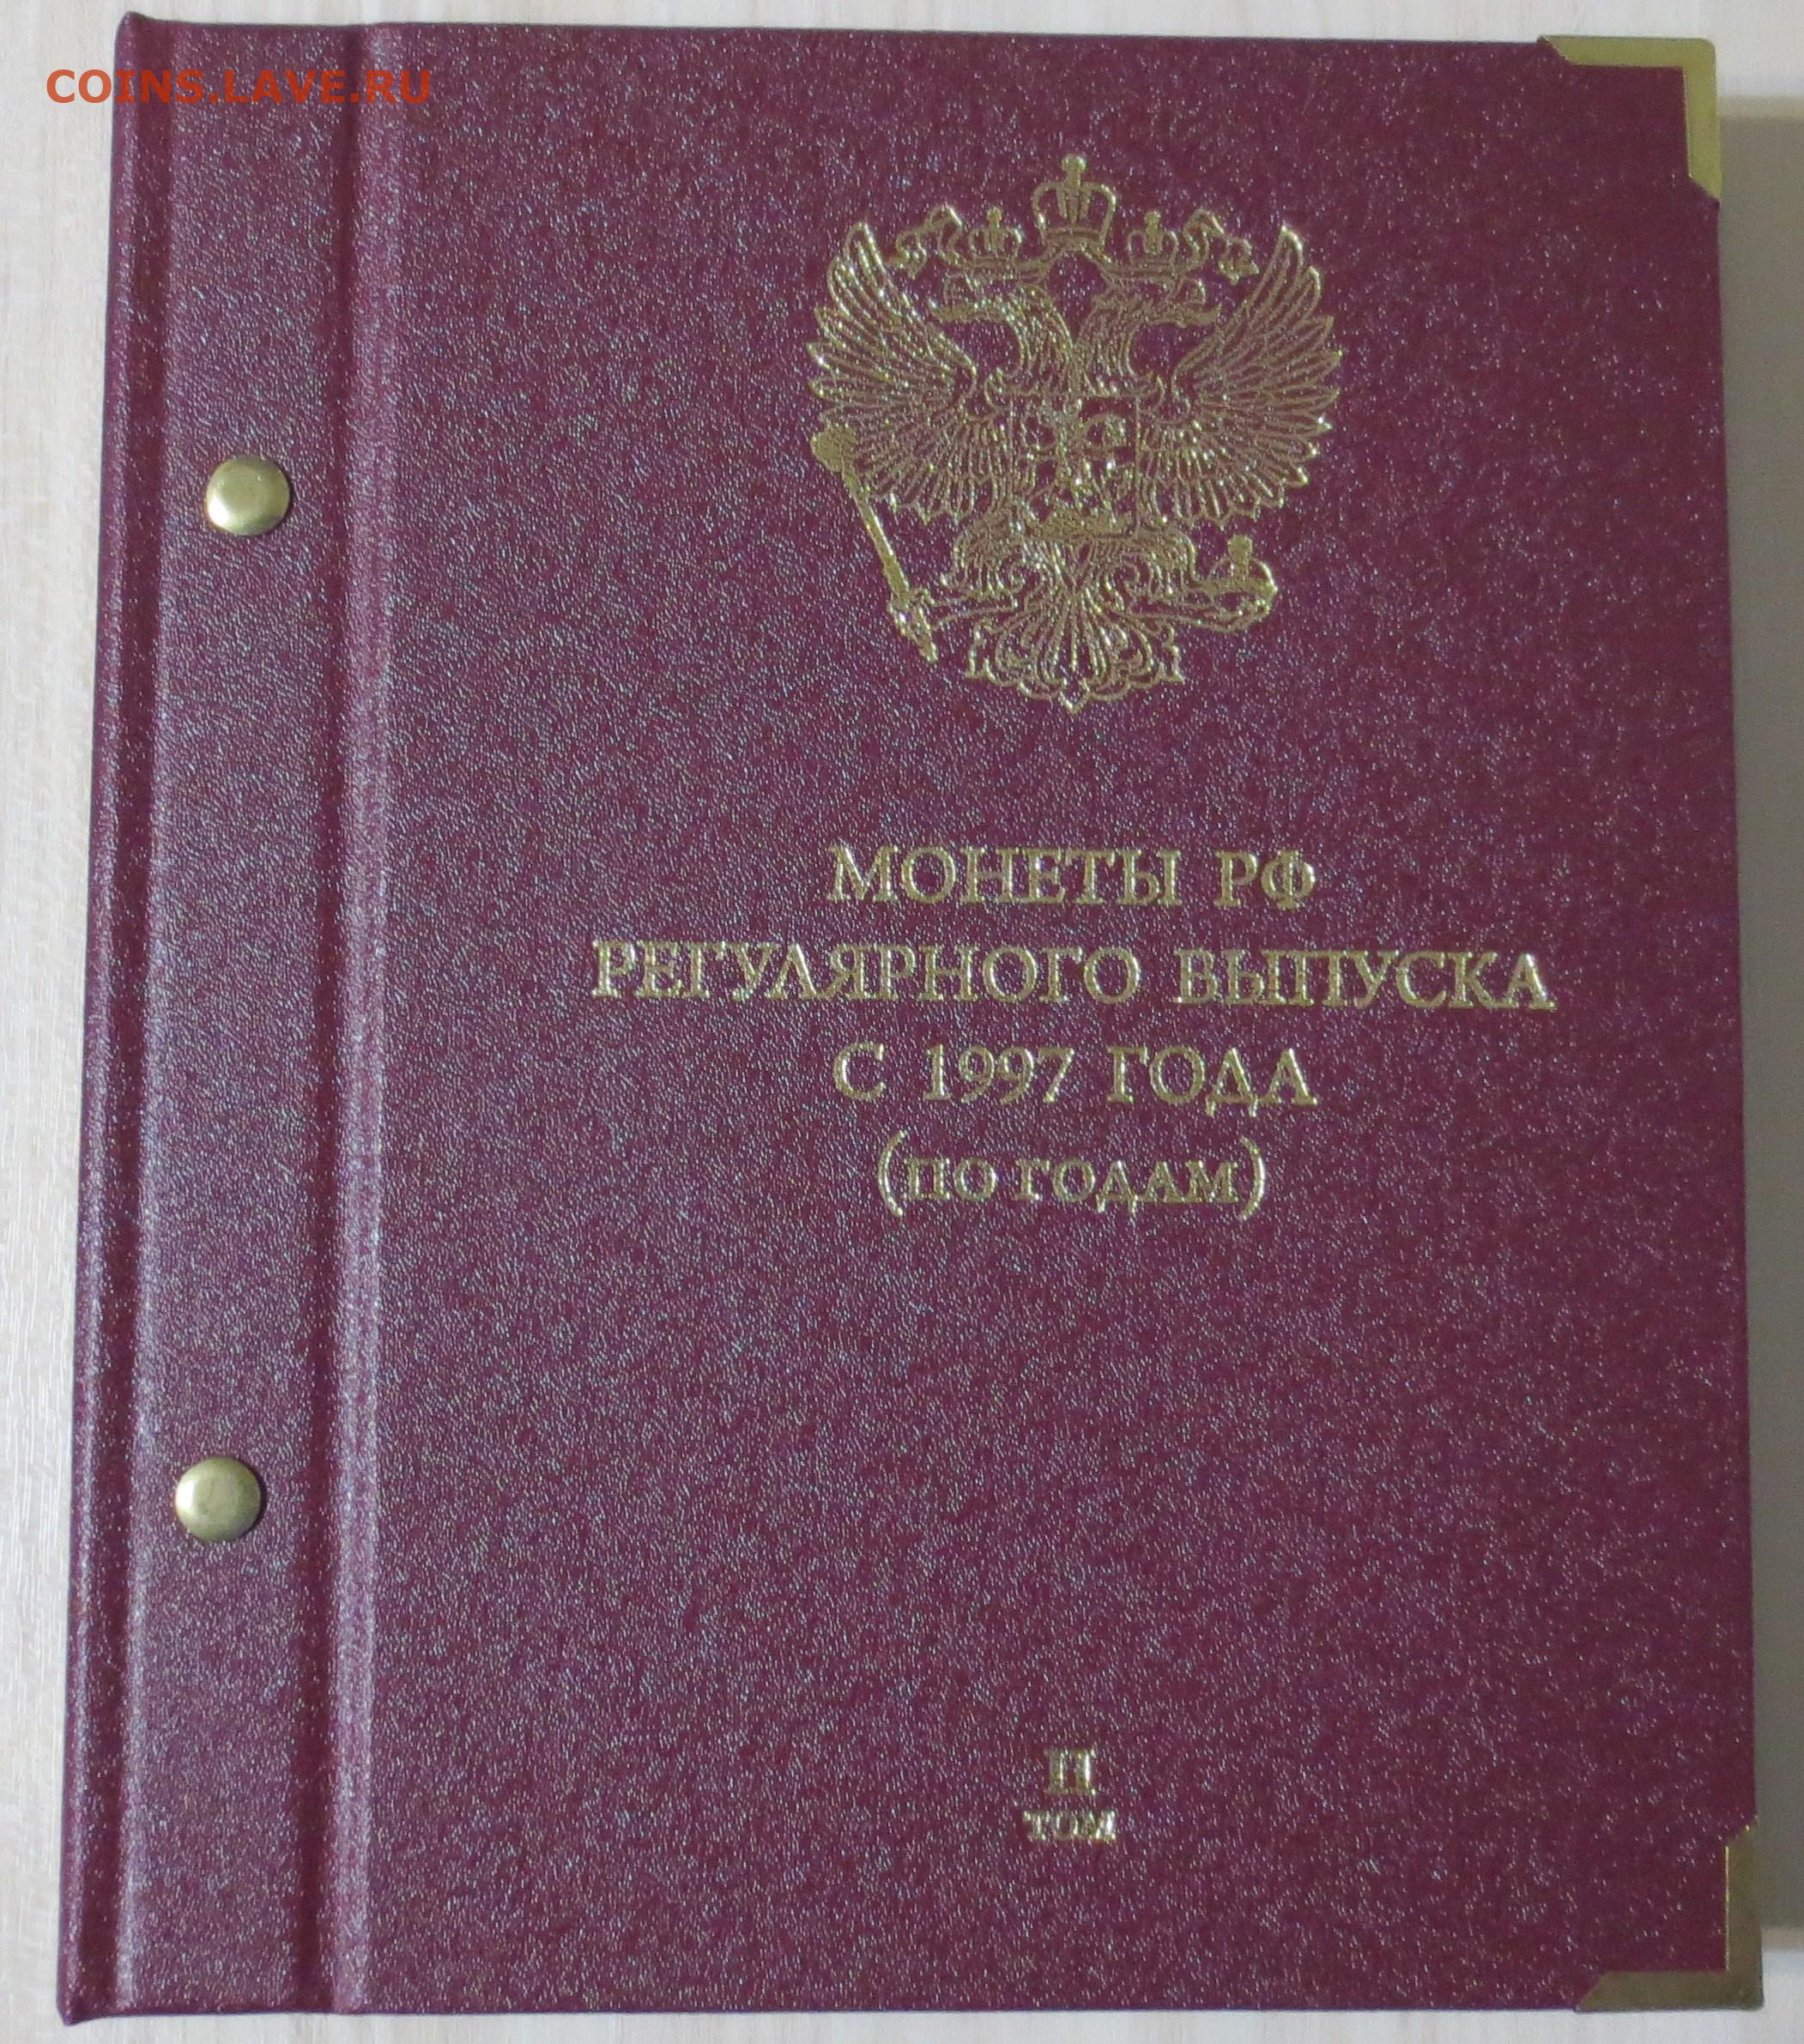 COINS.LAVE.RU
МОНЕТЫ РФ
РЕГУЛЯРНОГО ВЫПУСКА
С 1997 ГОДА
(ПО ГОДАМ)
II
ТОМ